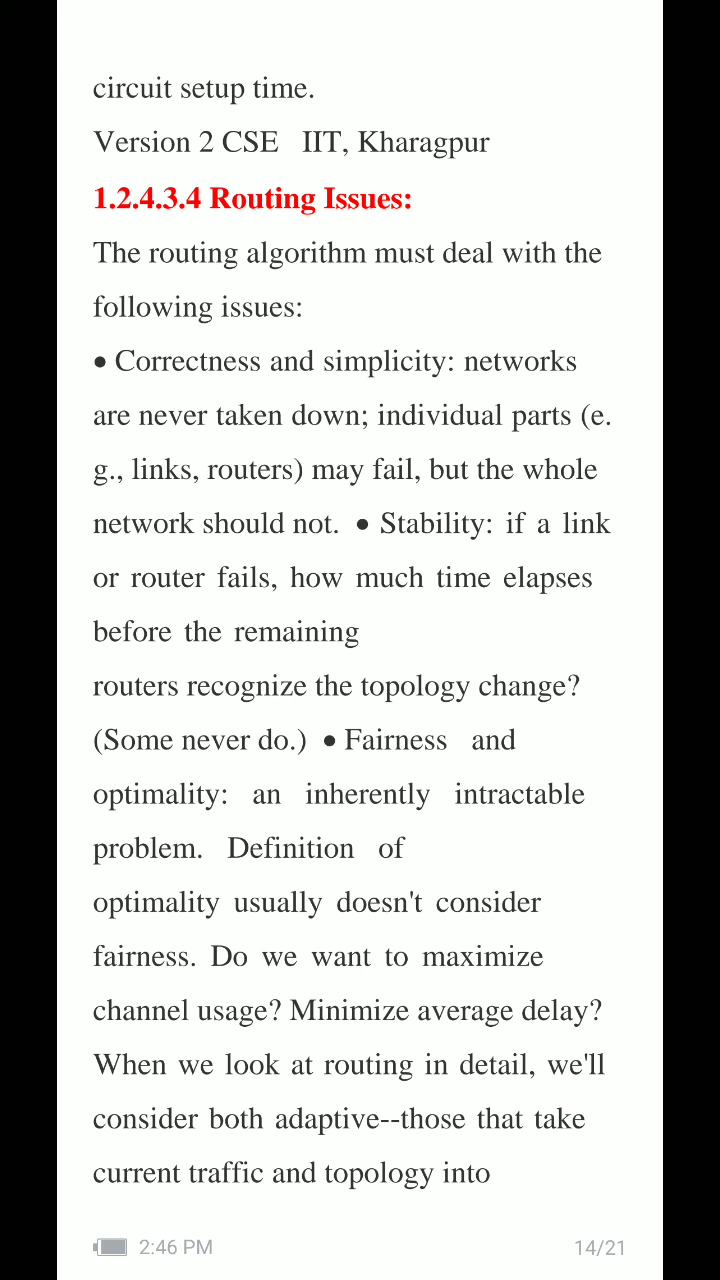 circuit setup time.
Version 2 CSE   IIT, Kharagpur
1.2.4.3.4 Routing Issues:
The routing algorithm must deal with the
following issues:
• Correctness and simplicity: networks
are never taken down; individual parts (e.
g., links, routers) may fail, but the whole
network should not.  • Stability:  if  a  link
or  router  fails,  how  much  time  elapses
before  the  remaining
routers recognize the topology change?
(Some never do.)  • Fairness   and
optimality:   an   inherently   intractable
problem.   Definition   of
optimality  usually  doesn't  consider
fairness.  Do  we  want  to  maximize
channel usage? Minimize average delay?
When  we  look  at  routing  in  detail,  we'll
consider  both  adaptive--those  that  take
current traffic and topology into
2:46 PM
14/21